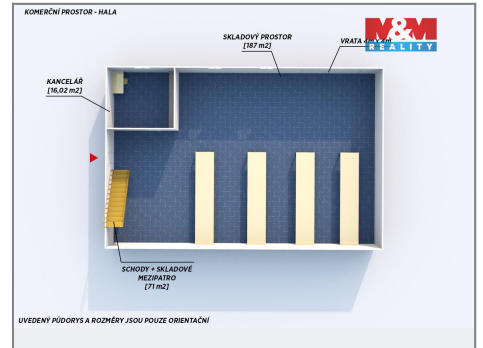 KOMERČNÍ PROSTOR - HALA
SKLADOVÝ PROSTOR
[187 m2]
VRATA
M&M
REALITY
KANCELÁŘ
[16,02 m2]
SCHODY + SKLADOVÉ
MEZIPATRO
[71 m2]
UVEDENÝ PŮDORYS A ROZMĚRY JSOU POUZE ORIENTAČNÍ